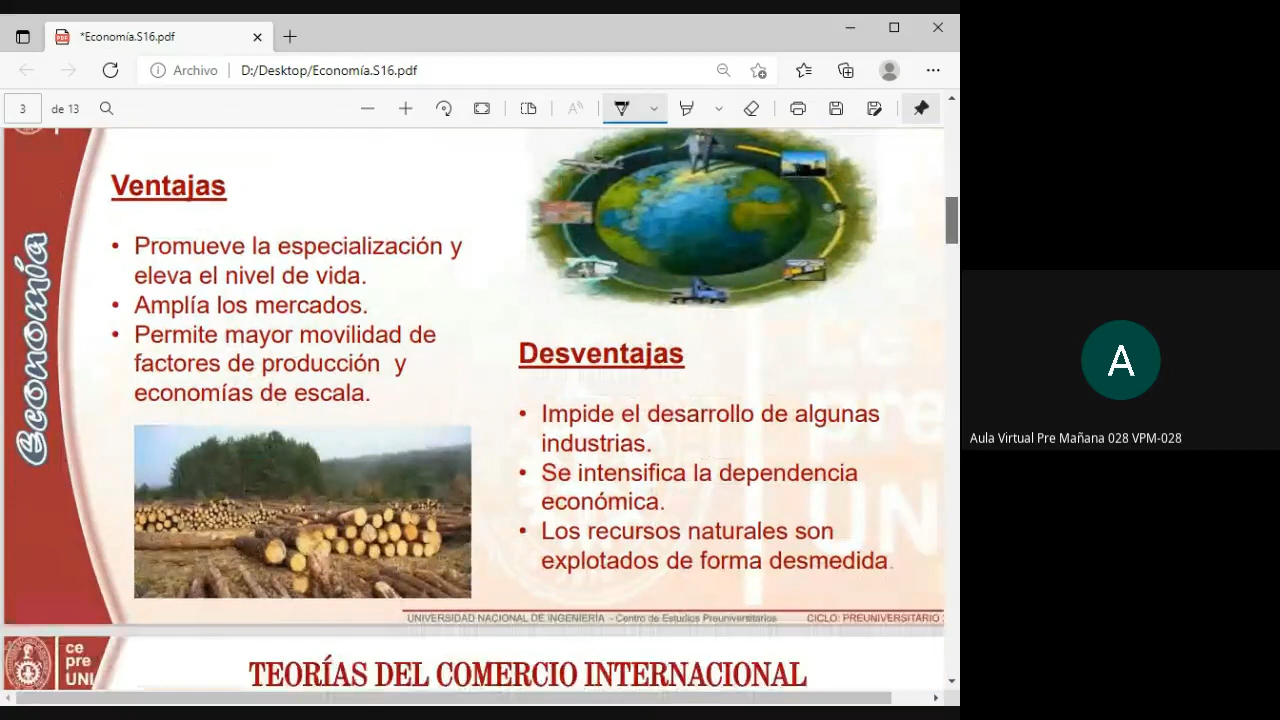 *Economía.S16.pdf
Archivo
D:/Desktop/Economía.S16.pdf
3
de 13
Economía
Ventajas
• Promueve la especialización y
eleva el nivel de vida.
• Amplía los mercados.
• Permite mayor movilidad de
factores de producción y
economías de escala.
Desventajas
• Impide el desarrollo de algunas
industrias.
• Se intensifica la dependencia
económica.
• Los recursos naturales son
explotados de forma desmedida.
UNIVERSIDAD NACIONAL DE INGENIERÍA - Centro de Estudios Preuniversitarios
CICLO: PREUNIVERSITARIO
ce
pre
UNI
TEORÍAS DEL COMERCIO INTERNACIONAL
A
Aula Virtual Pre Mañana 028 VPM-028